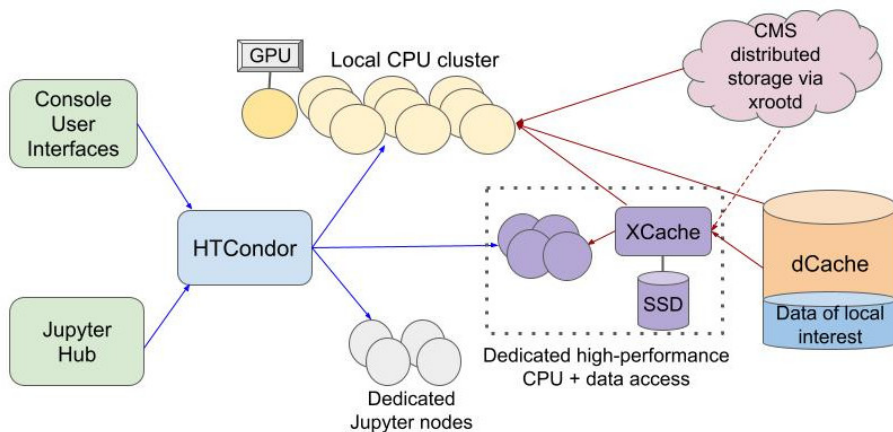 GPU
Local CPU cluster
CMS
distributed
storage via
xrootd
Console
User
Interfaces
HTCondor
XCache
SSD
dCache
Data of local
interest
Jupyter
Hub
Dedicated high-performance
CPU + data access
Dedicated
Jupyter nodes